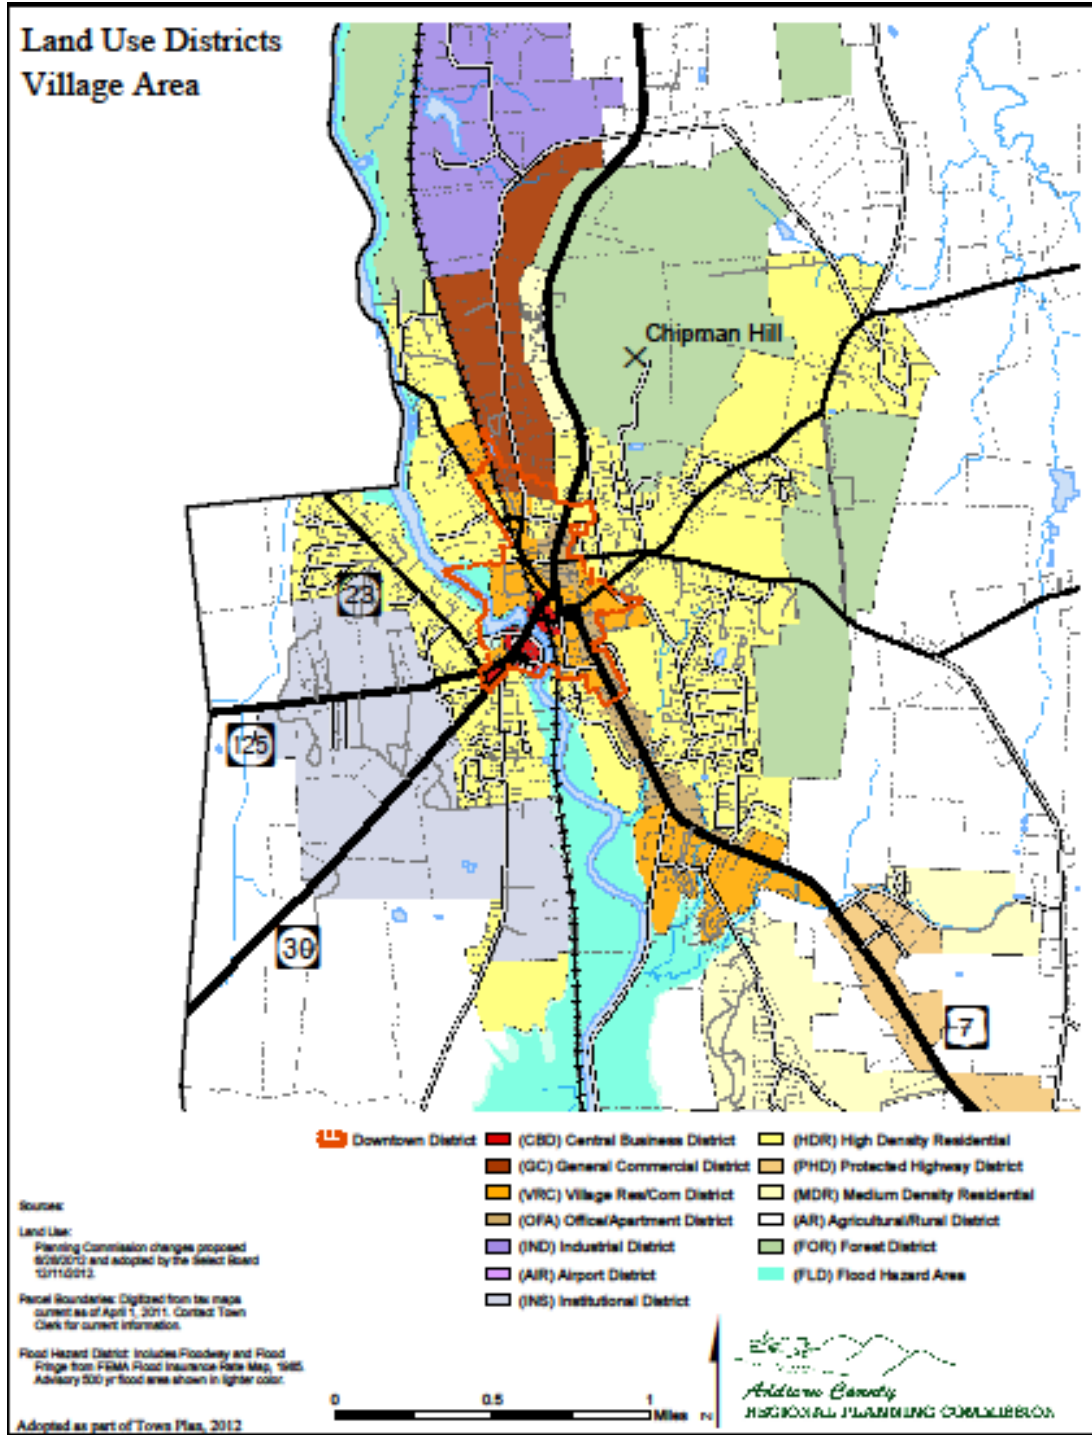 Land Use Districts
Village Area
Chipman Hill
23
125
30
7
Downtown District
(CBD) Central Business District
(GC) General Commercial District
(VRC) Village Res/Com District
(OFA) Office/Apartment District
(IND) Industrial District
(AIR) Airport District
(INS) Institutional District
(HDR) High Density Residential
(PHD) Protected Highway District
(MDR) Medium Density Residential
(AR) Agricultural/Rural District
(FOR) Forest District
(FLD) Flood Hazard Area
Sources:
Land Use:
Planning Commission changes proposed
and adopted by the Select Board
12/11/2012.
Parcel Boundaries: Digitized from tax maps
current as of April 1, 2011. Contact Town
Clerk for current information.
Flood Hazard District: Includes Floodway and Flood
Fringe from FEMA Flood Insurance Rate Map, 1985.
Advisory 500 yr flood area shown in lighter color.
Adopted as part of Town Plan, 2012
0
0.5
1
Miles
N
Addison County
REGIONAL PLANNING COMMISSION